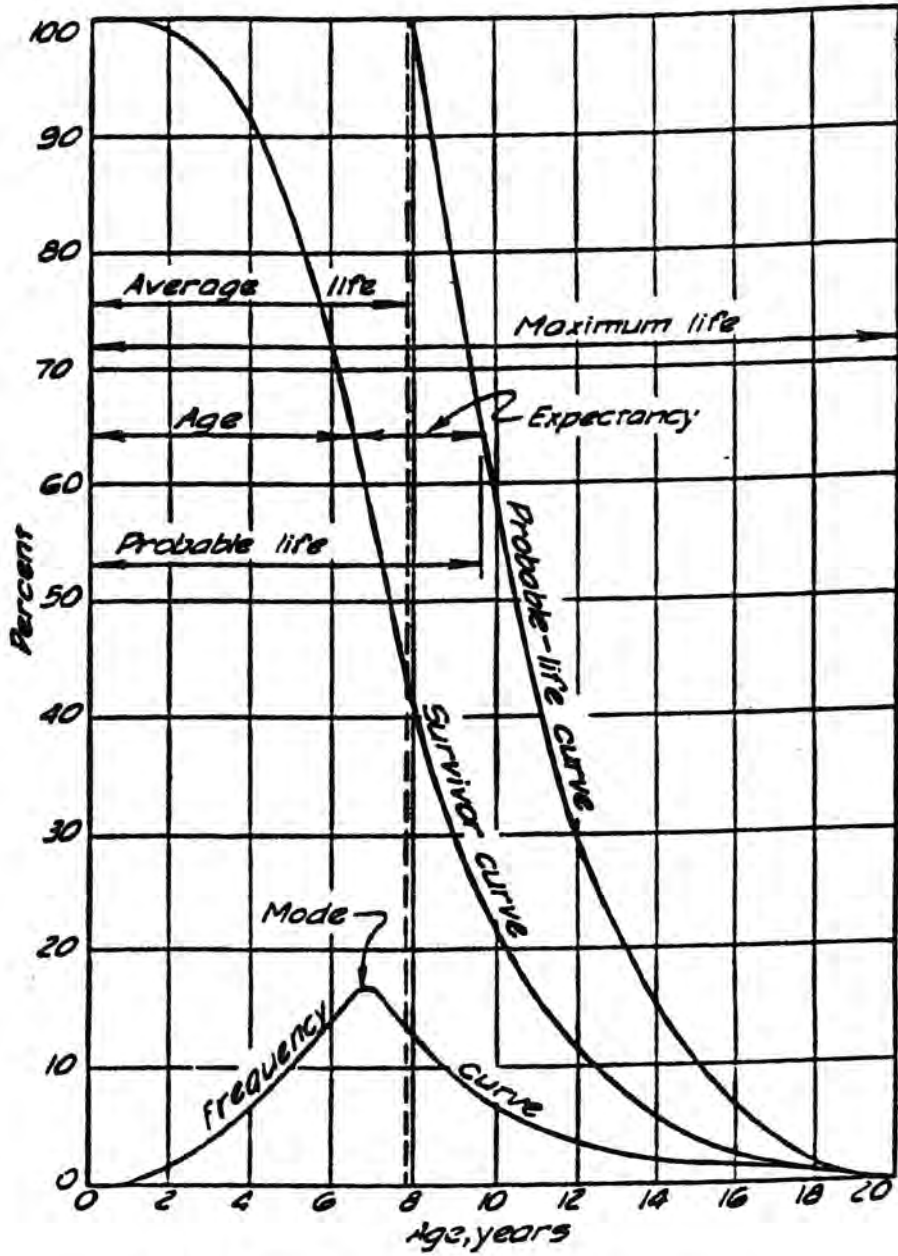 100
90
80
Average life
Maximum life
70
Age
Expectancy
60
Probable life
50
40
30
20
10
0
Percent
Probable-life curve
Survivor curve
Mode
Frequency curve
0 2 4 6 8 10 12 14 16 18 20
Age, years